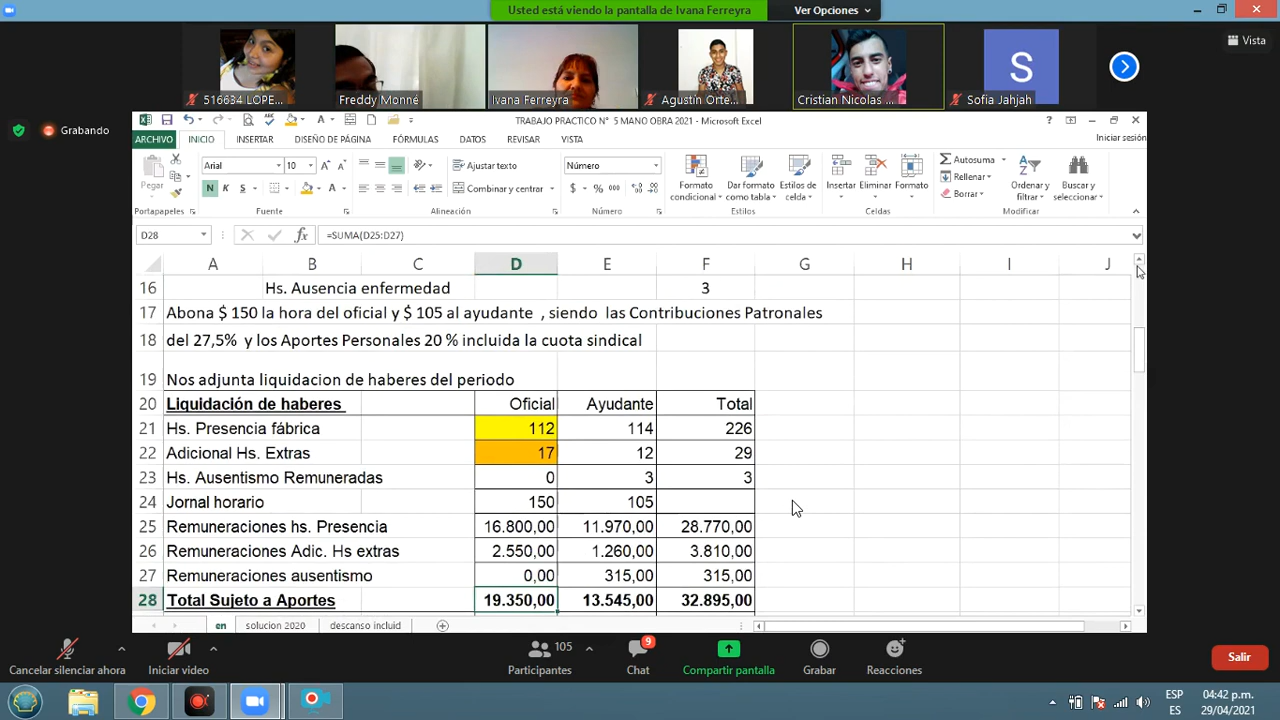 Usted está viendo la pantalla de Ivana Ferreyra
Ver Opciones
Vista
516634 LOPE...
Freddy Monné
Ivana Ferreyra
Agustín Orte...
Cristian Nicolas ...
Sofia Jahjah
S
Grabando
TRABAJO PRACTICO N° 5 MANO OBRA 2021 - Microsoft Excel
ARCHIVO INICIO INSERTAR DISEÑO DE PÁGINA FÓRMULAS DATOS REVISAR VISTA
Iniciar sesión
Pegar
Arial 10
N K S
Ajustar texto
Combinar y centrar
Número
$ % 000
Formato condicional
Dar formato como tabla
Estilos de celda
Insertar Eliminar Formato
Autosuma
Rellenar
Borrar
Ordenar y filtrar
Buscar y seleccionar
Portapapeles Fuente Alineación Número Estilos Celdas Modificar
D28 fx =SUMA(D25:D27)
A B C D E F G H I J
16 Hs. Ausencia enfermedad 3
17 Abona $ 150 la hora del oficial y $ 105 al ayudante , siendo las Contribuciones Patronales
18 del 27,5% y los Aportes Personales 20 % incluida la cuota sindical
19 Nos adjunta liquidacion de haberes del periodo
20 Liquidación de haberes Oficial Ayudante Total
21 Hs. Presencia fábrica 112 114 226
22 Adicional Hs. Extras 17 12 29
23 Hs. Ausentismo Remuneradas 0 3 3
24 Jornal horario 150 105
25 Remuneraciones hs. Presencia 16.800,00 11.970,00 28.770,00
26 Remuneraciones Adic. Hs extras 2.550,00 1.260,00 3.810,00
27 Remuneraciones ausentismo 0,00 315,00 315,00
28 Total Sujeto a Aportes 19.350,00 13.545,00 32.895,00
en solucion 2020 descanso incluid
Cancelar silenciar ahora
Iniciar video
105
Participantes
9
Chat
Compartir pantalla
Grabar
Reacciones
Salir
ESP
ES
04:42 p.m.
29/04/2021